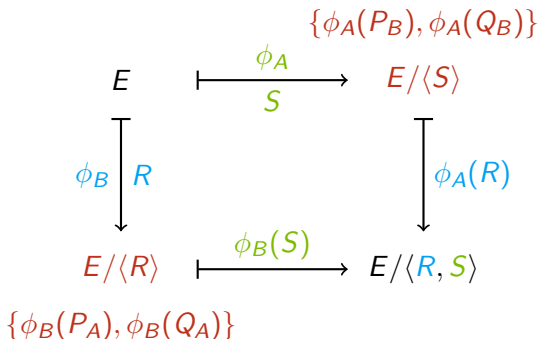 {ϕ_A(P_B), ϕ_A(Q_B)}
ϕ_A
E
E/⟨S⟩
S
ϕ_B R
ϕ_A(R)
ϕ_B(S)
E/⟨R⟩
E/⟨R, S⟩
{ϕ_B(P_A), ϕ_B(Q_A)}